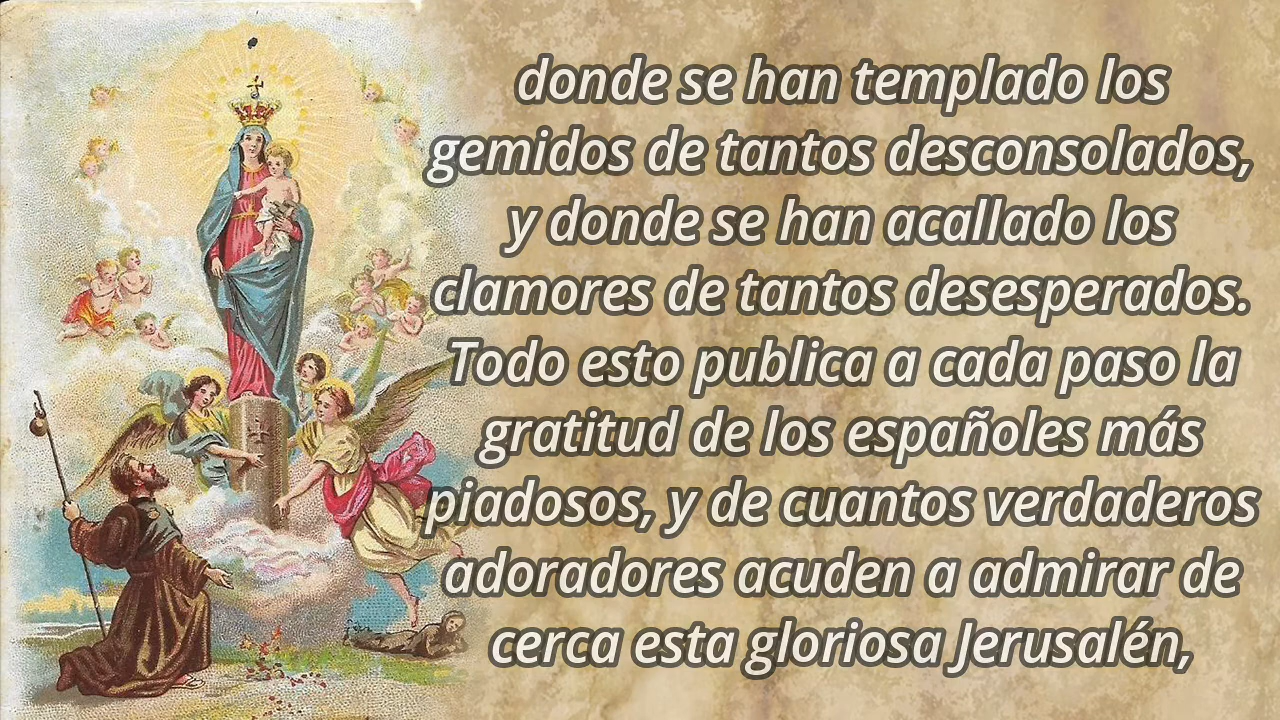 donde se han templado los
gemidos de tantos desconsolados,
y donde se han acallado los
clamores de tantos desesperados.
Todo esto publica a cada paso la
gratitud de los españoles más
piadosos, y de cuantos verdaderos
adoradores acuden a admirar de
cerca esta gloriosa Jerusalén,